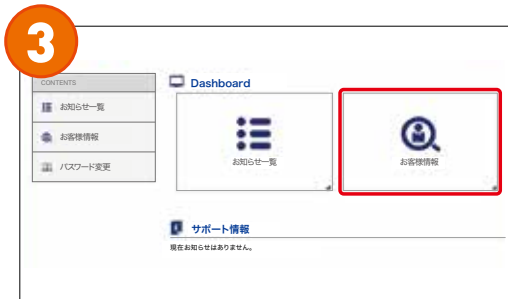 3
CONTENTS
お知らせ一覧
お客様情報
パスワード変更
Dashboard
お知らせ一覧
お客様情報
サポート情報
現在お知らせはありません。